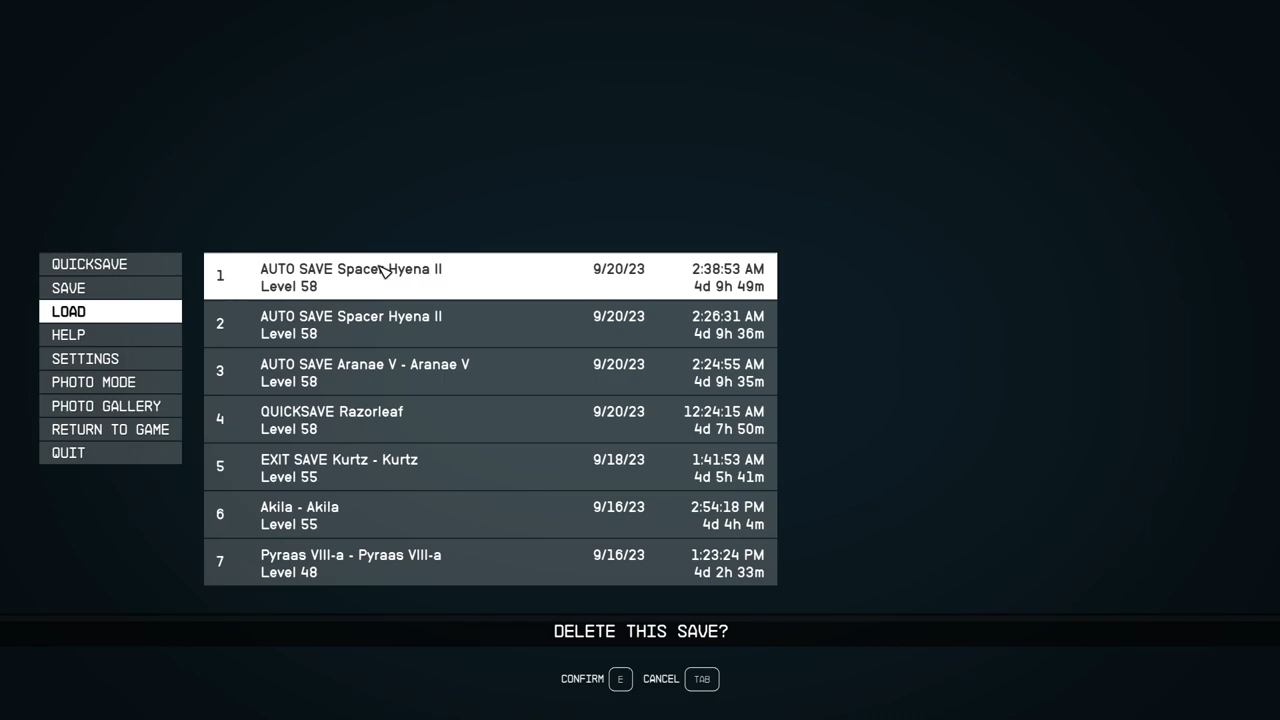 QUICKSAVE
SAVE
LOAD
HELP
SETTINGS
PHOTO MODE
PHOTO GALLERY
RETURN TO GAME
QUIT
1 AUTO SAVE Spacer Hyena II 9/20/23 2:38:53 AM
Level 58 4d 9h 49m
2 AUTO SAVE Spacer Hyena II 9/20/23 2:26:31 AM
Level 58 4d 9h 36m
3 AUTO SAVE Aranae V - Aranae V 9/20/23 2:24:55 AM
Level 58 4d 9h 35m
4 QUICKSAVE Razorleaf 9/20/23 12:24:15 AM
Level 58 4d 7h 50m
5 EXIT SAVE Kurtz - Kurtz 9/18/23 1:41:53 AM
Level 55 4d 5h 41m
6 Akila - Akila 9/16/23 2:54:18 PM
Level 55 4d 4h 4m
7 Pyraas VIII-a - Pyraas VIII-a 9/16/23 1:23:24 PM
Level 48 4d 2h 33m
DELETE THIS SAVE?
CONFIRM E CANCEL TAB